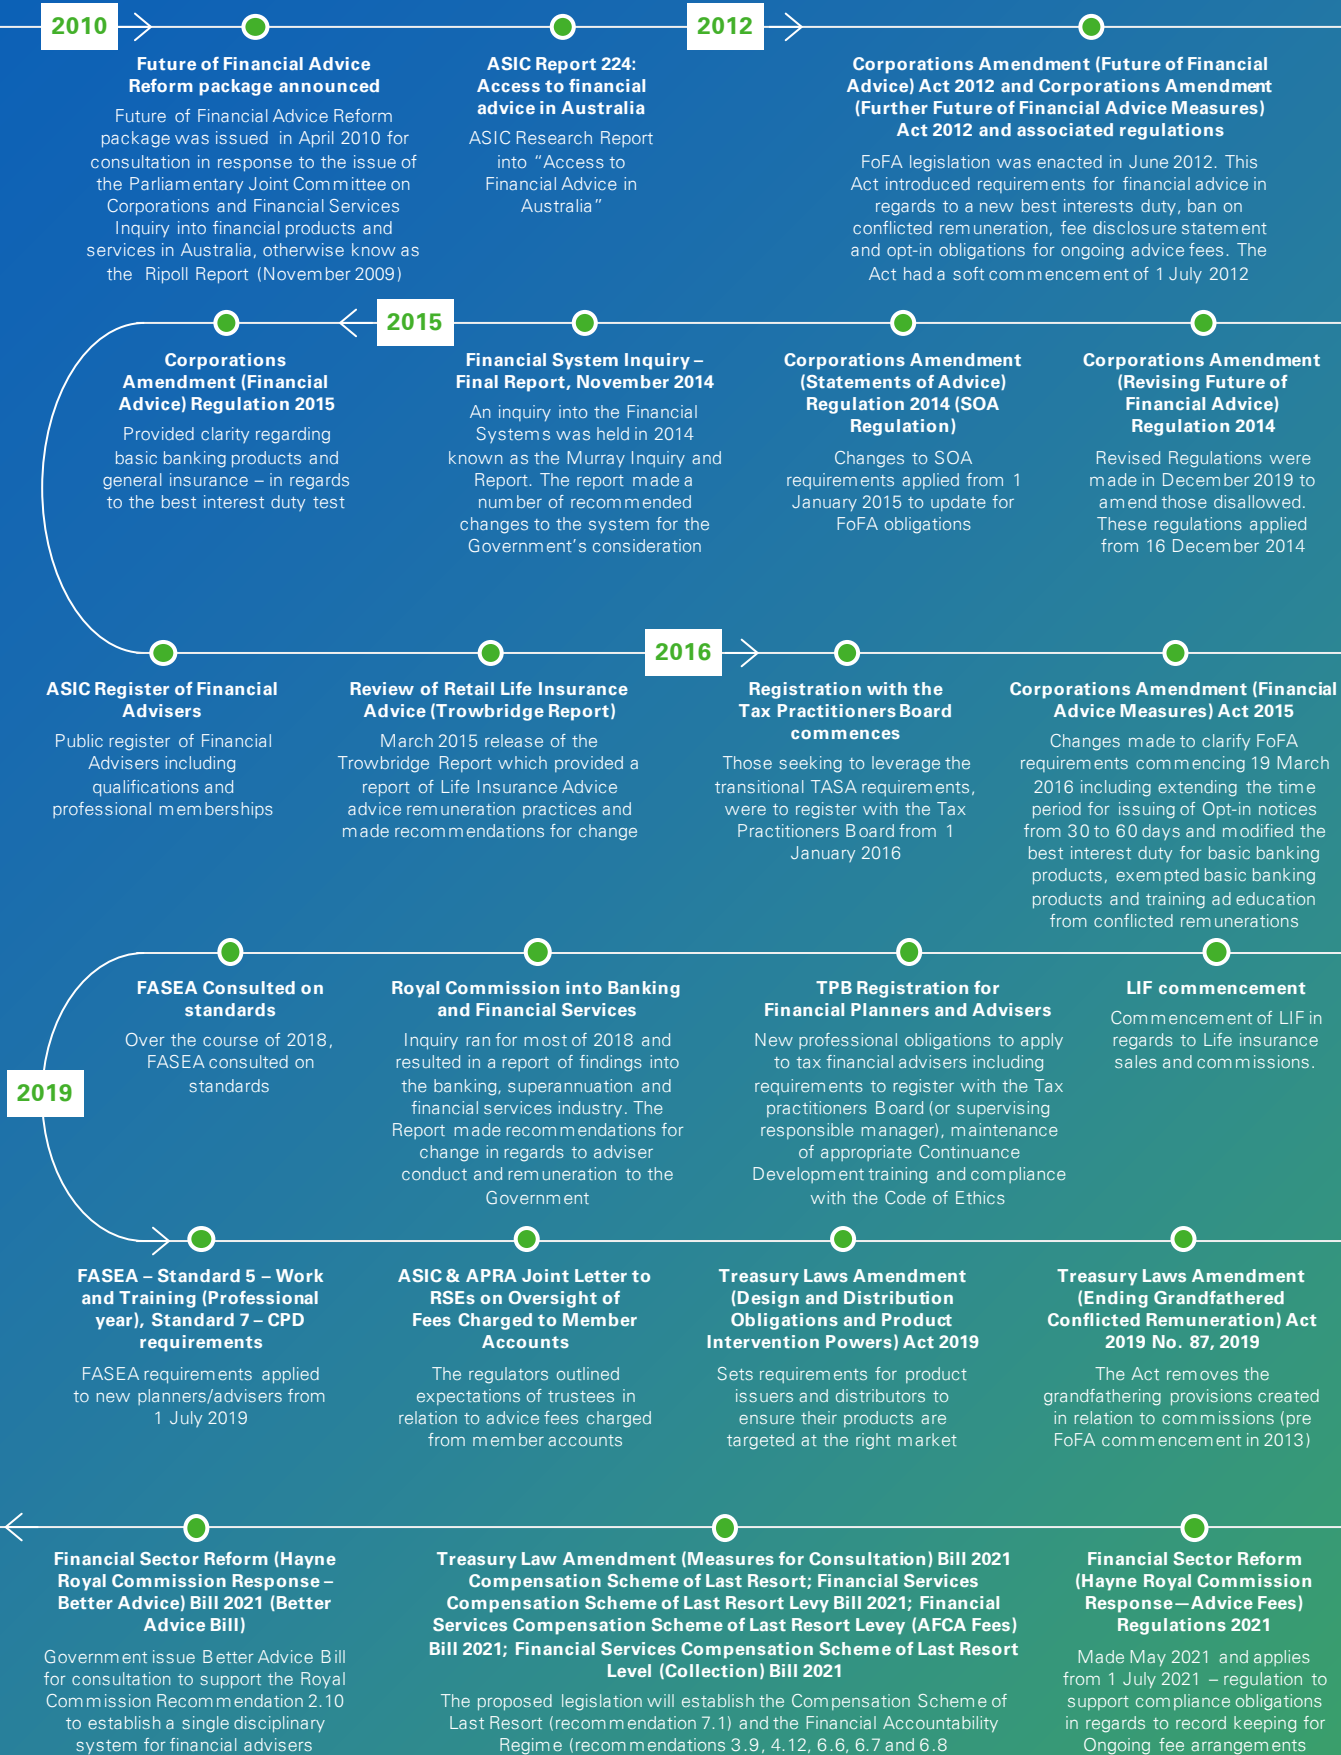 2010
Future of Financial Advice
Reform package announced
Future of Financial Advice Reform
package was issued in April 2010 for
consultation in response to the issue of
the Parliamentary Joint Committee on
Corporations and Financial Services
Inquiry into financial products and
services in Australia, otherwise know as
the Ripoll Report (November 2009)
ASIC Report 224:
Access to financial
advice in Australia
ASIC Research Report
into “Access to
Financial Advice in
Australia”
2012
Corporations Amendment (Future of Financial
Advice) Act 2012 and Corporations Amendment
(Further Future of Financial Advice Measures)
Act 2012 and associated regulations
FoFA legislation was enacted in June 2012. This
Act introduced requirements for financial advice in
regards to a new best interests duty, ban on
conflicted remuneration, fee disclosure statement
and opt-in obligations for ongoing advice fees. The
Act had a soft commencement of 1 July 2012
2015
Corporations
Amendment (Financial
Advice) Regulation 2015
Provided clarity regarding
basic banking products and
general insurance – in regards
to the best interest duty test
Financial System Inquiry –
Final Report, November 2014
An inquiry into the Financial
Systems was held in 2014
known as the Murray Inquiry and
Report. The report made a
number of recommended
changes to the system for the
Government’s consideration
Corporations Amendment
(Statements of Advice)
Regulation 2014 (SOA
Regulation)
Changes to SOA
requirements applied from 1
January 2015 to update for
FoFA obligations
Corporations Amendment
(Revising Future of
Financial Advice)
Regulation 2014
Revised Regulations were
made in December 2019 to
amend those disallowed.
These regulations applied
from 16 December 2014
ASIC Register of Financial
Advisers
Public register of Financial
Advisers including
qualifications and
professional memberships
Review of Retail Life Insurance
Advice (Trowbridge Report)
March 2015 release of the
Trowbridge Report which provided a
report of Life Insurance Advice
advice remuneration practices and
made recommendations for change
2016
Registration with the
Tax Practitioners Board
commences
Those seeking to leverage the
transitional TASA requirements,
were to register with the Tax
Practitioners Board from 1
January 2016
Corporations Amendment (Financial
Advice Measures) Act 2015
Changes made to clarify FoFA
requirements commencing 19 March
2016 including extending the time
period for issuing of Opt-in notices
from 30 to 60 days and modified the
best interest duty for basic banking
products, exempted basic banking
products and training ad education
from conflicted remunerations
FASEA Consulted on
standards
Over the course of 2018,
FASEA consulted on
standards
Royal Commission into Banking
and Financial Services
Inquiry ran for most of 2018 and
resulted in a report of findings into
the banking, superannuation and
financial services industry. The
Report made recommendations for
change in regards to adviser
conduct and remuneration to the
Government
TPB Registration for
Financial Planners and Advisers
New professional obligations to apply
to tax financial advisers including
requirements to register with the Tax
practitioners Board (or supervising
responsible manager), maintenance
of appropriate Continuance
Development training and compliance
with the Code of Ethics
LIF commencement
Commencement of LIF in
regards to Life insurance
sales and commissions.
2019
FASEA – Standard 5 – Work
and Training (Professional
year), Standard 7 – CPD
requirements
FASEA requirements applied
to new planners/advisers from
1 July 2019
ASIC & APRA Joint Letter to
RSEs on Oversight of
Fees Charged to Member
Accounts
The regulators outlined
expectations of trustees in
relation to advice fees charged
from member accounts
Treasury Laws Amendment
(Design and Distribution
Obligations and Product
Intervention Powers) Act 2019
Sets requirements for product
issuers and distributors to
ensure their products are
targeted at the right market
Treasury Laws Amendment
(Ending Grandfathered
Conflicted Remuneration) Act
2019 No. 87, 2019
The Act removes the
grandfathering provisions created
in relation to commissions (pre
FoFA commencement in 2013)
Financial Sector Reform (Hayne
Royal Commission Response –
Better Advice) Bill 2021 (Better
Advice Bill)
Government issue Better Advice Bill
for consultation to support the Royal
Commission Recommendation 2.10
to establish a single disciplinary
system for financial advisers
Treasury Law Amendment (Measures for Consultation) Bill 2021
Compensation Scheme of Last Resort; Financial Services
Compensation Scheme of Last Resort Levy Bill 2021; Financial
Services Compensation Scheme of Last Resort Levey (AFCA Fees)
Bill 2021; Financial Services Compensation Scheme of Last Resort
Level (Collection) Bill 2021
The proposed legislation will establish the Compensation Scheme of
Last Resort (recommendation 7.1) and the Financial Accountability
Regime (recommendations 3.9, 4.12, 6.6, 6.7 and 6.8
Financial Sector Reform
(Hayne Royal Commission
Response—Advice Fees)
Regulations 2021
Made May 2021 and applies
from 1 July 2021 – regulation to
support compliance obligations
in regards to record keeping for
Ongoing fee arrangements